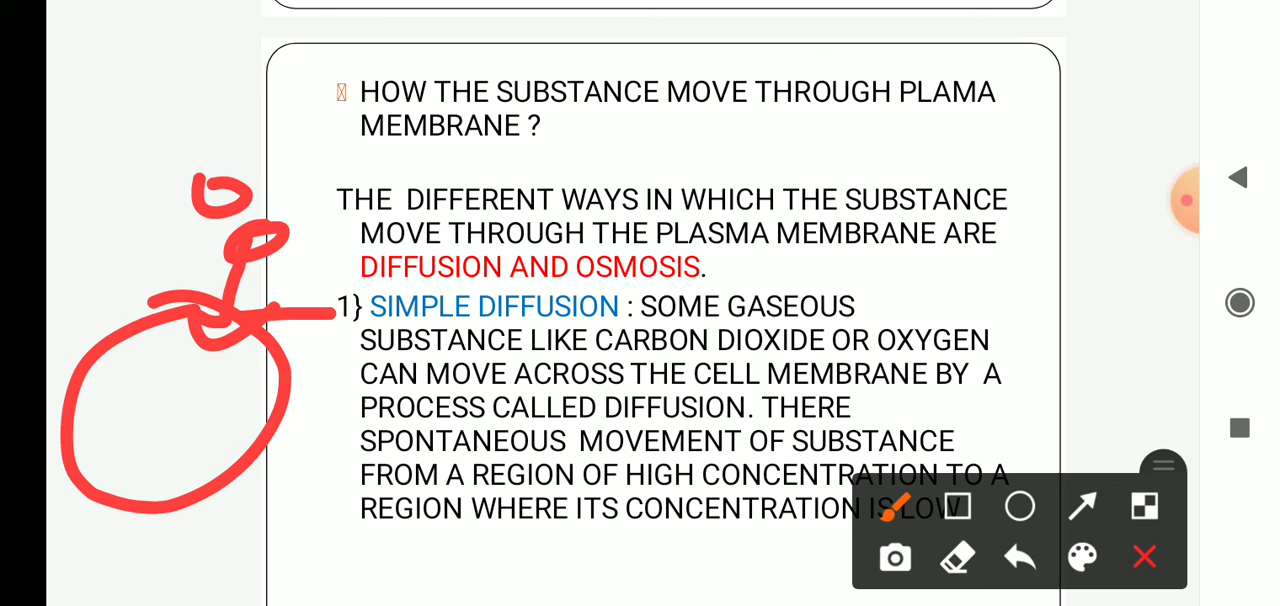 HOW THE SUBSTANCE MOVE THROUGH PLAMA
MEMBRANE ?
THE DIFFERENT WAYS IN WHICH THE SUBSTANCE
MOVE THROUGH THE PLASMA MEMBRANE ARE
DIFFUSION AND OSMOSIS.
1} SIMPLE DIFFUSION : SOME GASEOUS
SUBSTANCE LIKE CARBON DIOXIDE OR OXYGEN
CAN MOVE ACROSS THE CELL MEMBRANE BY A
PROCESS CALLED DIFFUSION. THERE
SPONTANEOUS MOVEMENT OF SUBSTANCE
FROM A REGION OF HIGH CONCENTRATION TO A
REGION WHERE ITS CONCENTRATION IS LOW